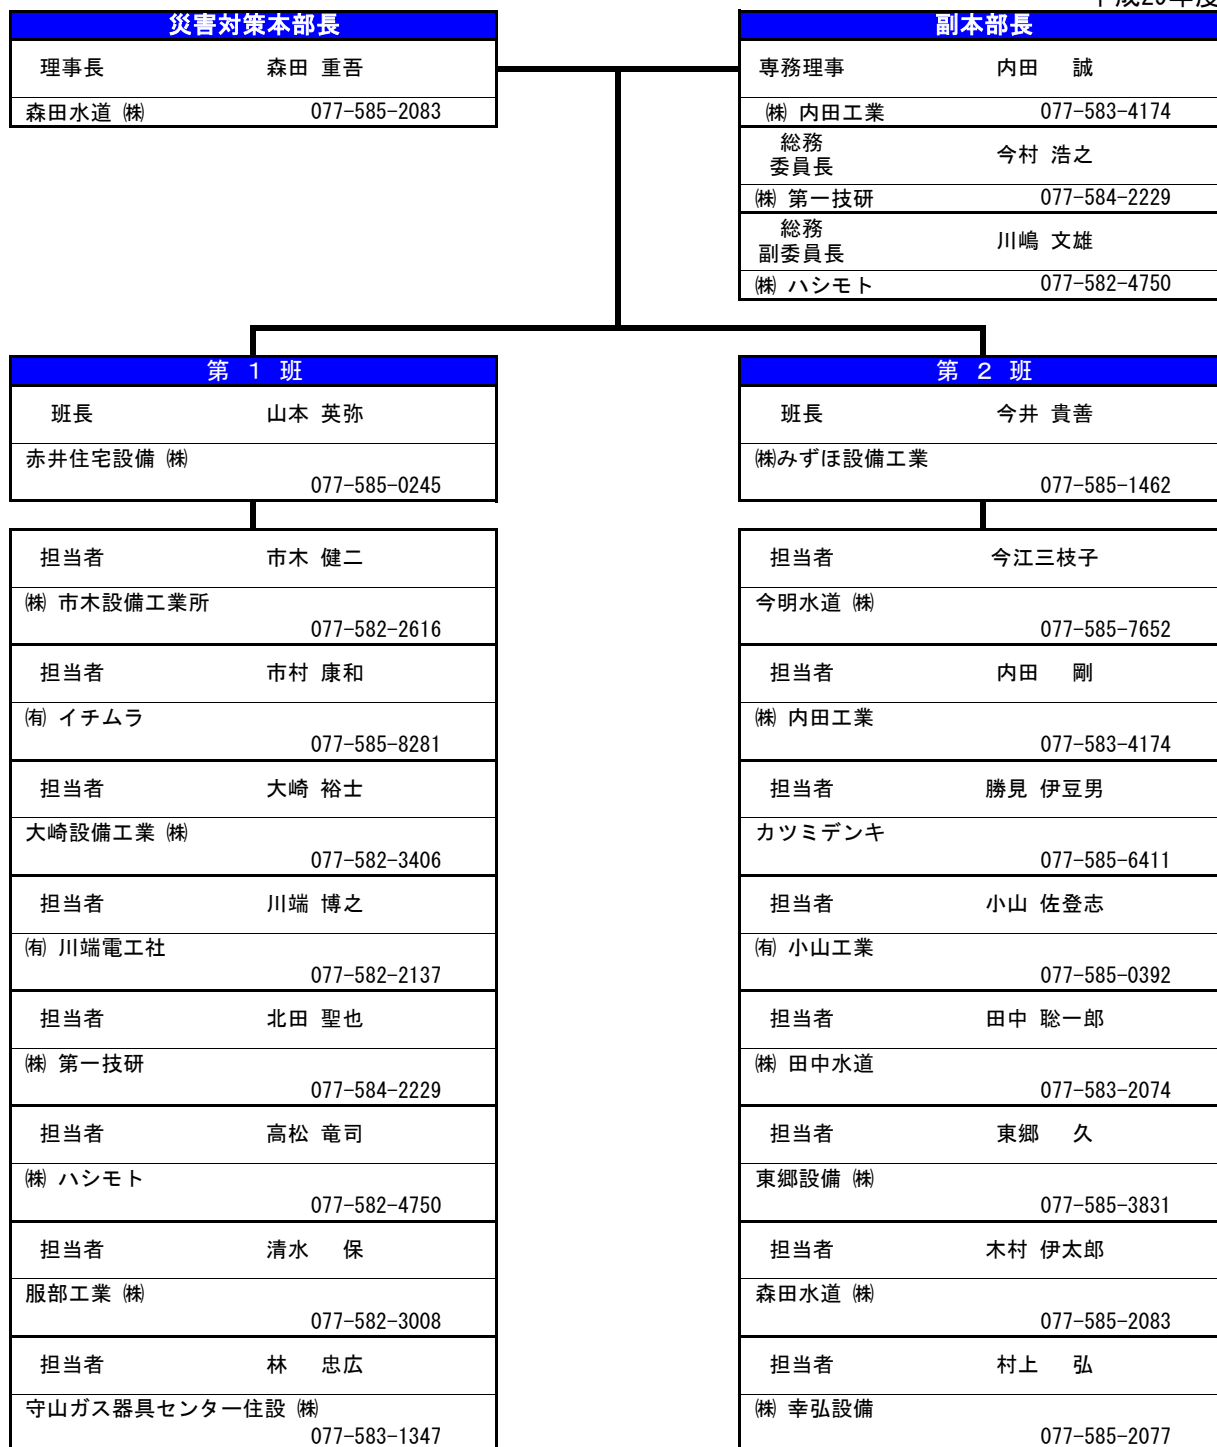 災害対策本部長
理事長 森田 重吾
森田水道 ㈱ 077-585-2083
副本部長
専務理事 内田 誠
㈱ 内田工業 077-583-4174
総務
委員長 今村 浩之
㈱ 第一技研 077-584-2229
総務
副委員長 川嶋 文雄
㈱ ハシモト 077-582-4750
第 1 班
班長 山本 英弥
赤井住宅設備 ㈱
077-585-0245
担当者 市木 健二
㈱ 市木設備工業所
077-582-2616
担当者 市村 康和
㈲ イチムラ
077-585-8281
担当者 大崎 裕士
大崎設備工業 ㈱
077-582-3406
担当者 川端 博之
㈲ 川端電工社
077-582-2137
担当者 北田 聖也
㈱ 第一技研
077-584-2229
担当者 高松 竜司
㈱ ハシモト
077-582-4750
担当者 清水 保
服部工業 ㈱
077-582-3008
担当者 林 忠広
守山ガス器具センター住設 ㈱
077-583-1347
第 2 班
班長 今井 貴善
㈱みずほ設備工業
077-585-1462
担当者 今江三枝子
今明水道 ㈱
077-585-7652
担当者 内田 剛
㈱ 内田工業
077-583-4174
担当者 勝見 伊豆男
カツミデンキ
077-585-6411
担当者 小山 佐登志
㈲ 小山工業
077-585-0392
担当者 田中 聡一郎
㈱ 田中水道
077-583-2074
担当者 東郷 久
東郷設備 ㈱
077-585-3831
担当者 木村 伊太郎
森田水道 ㈱
077-585-2083
担当者 村上 弘
㈱ 幸弘設備
077-585-2077